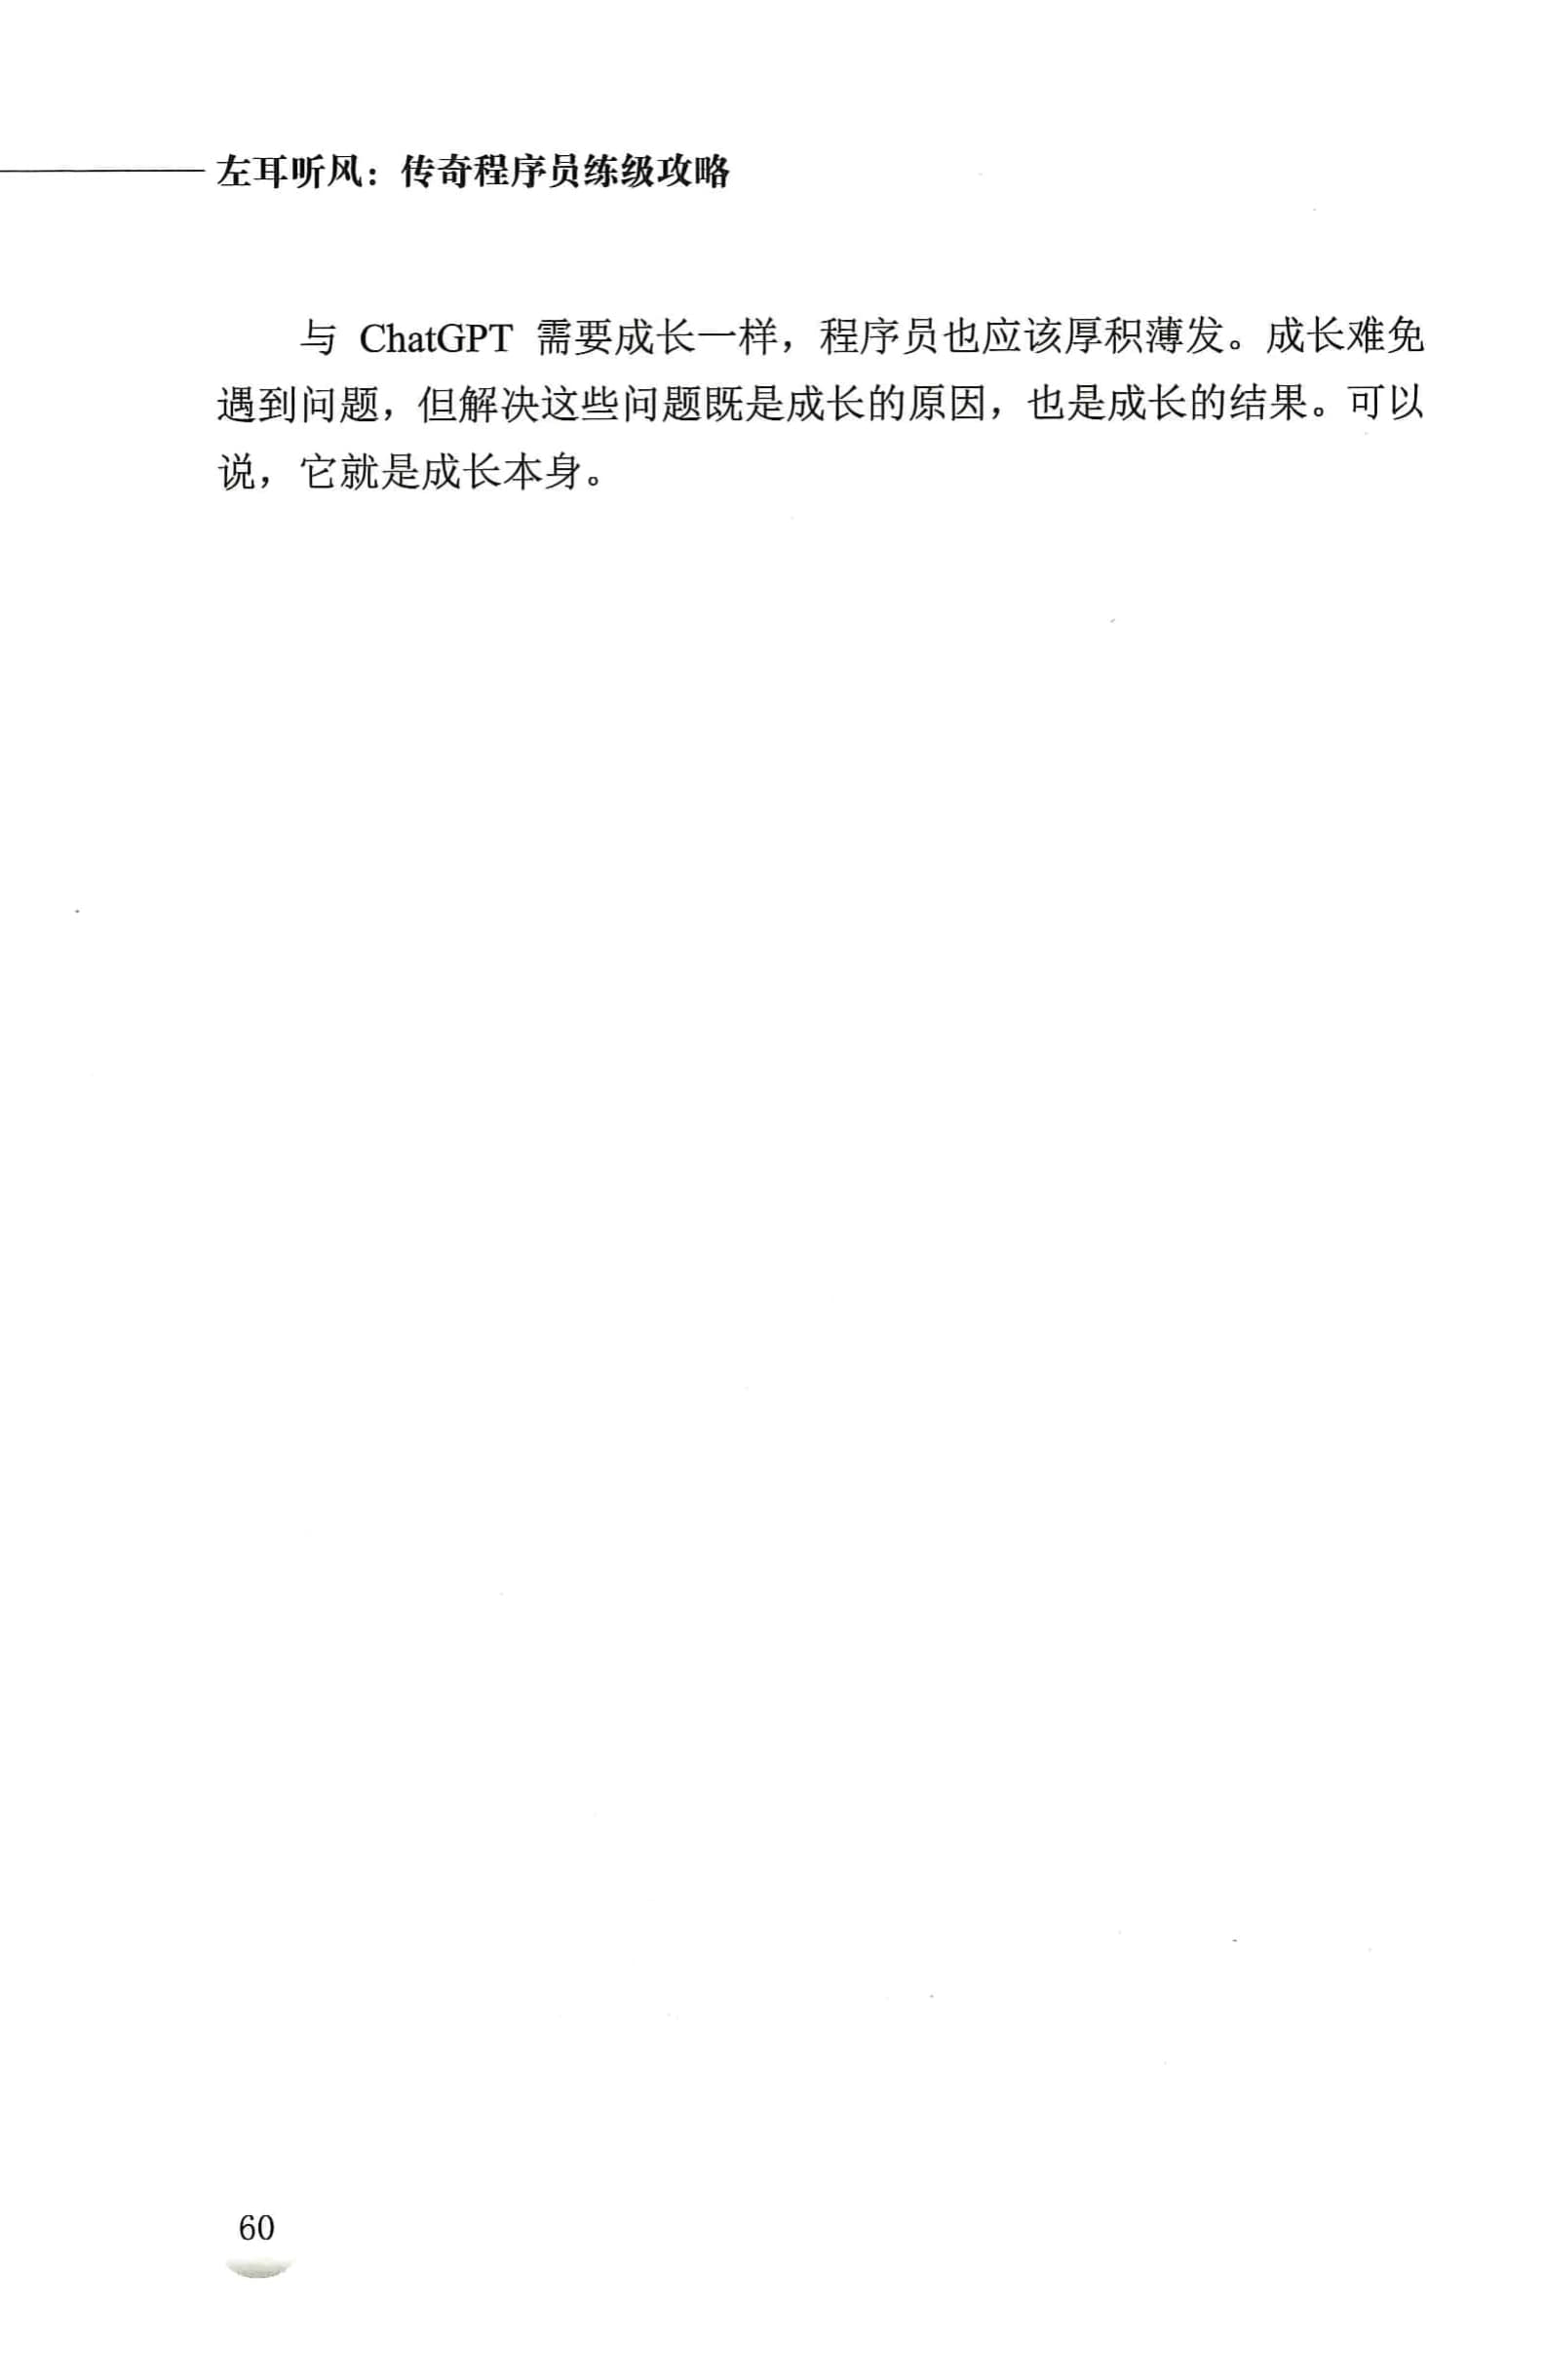 左耳听风：传奇程序员练级攻略
与 ChatGPT 需要成长一样，程序员也应该厚积薄发。成长难免
遇到问题，但解决这些问题既是成长的原因，也是成长的结果。可以
说，它就是成长本身。
60